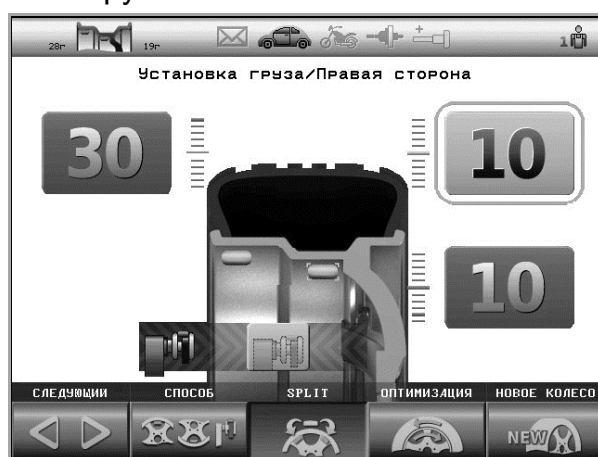 28г 19г 1
Установка груза/Правая сторона
30 10
10
СЛЕДУЮЩИЙ СПОСОБ SPLIT ОПТИМИЗАЦИЯ НОВОЕ КОЛЕСО
NEW